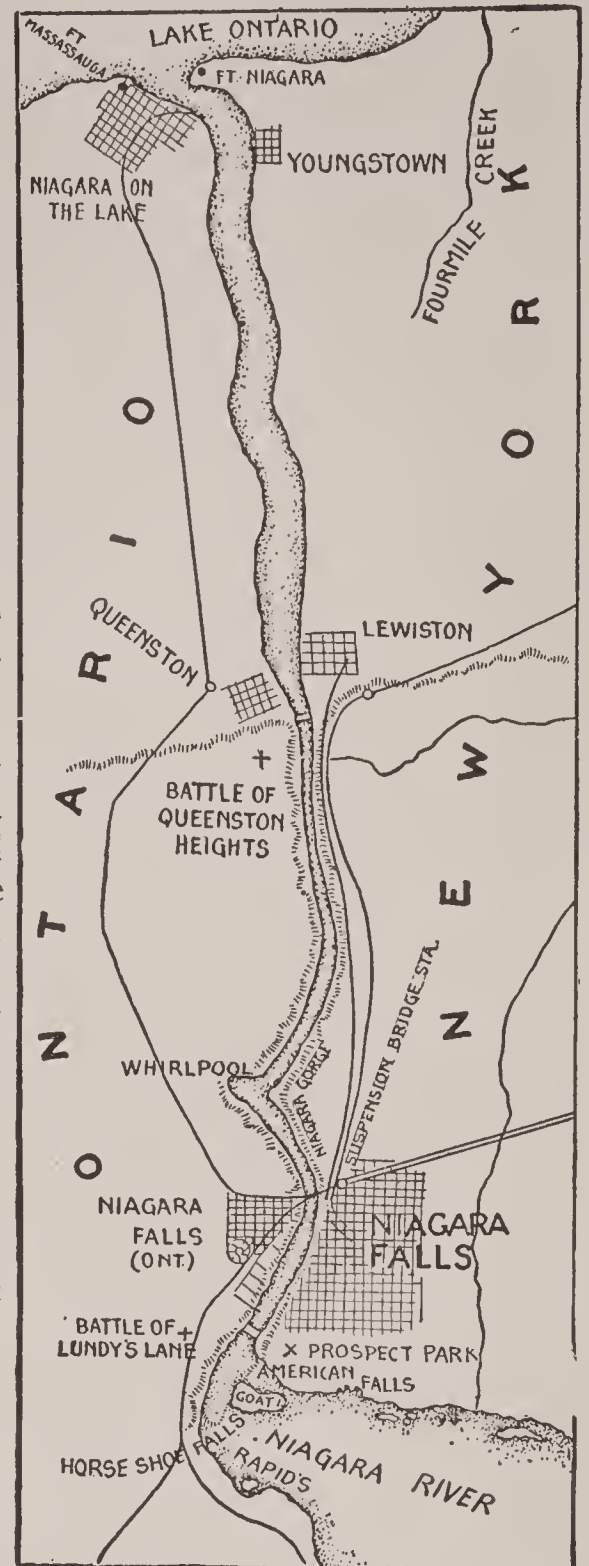 LAKE ONTARIO
FT
MASSASSAUGA
FT. NIAGARA
YOUNGSTOWN
NIAGARA ON
THE LAKE
CREEK
FOURMILE
ONTARIO
NEW YORK
QUEENSTON
LEWISTON
BATTLE OF
QUEENSTON
HEIGHTS
SUSPENSION BRIDGE STA.
WHIRLPOOL
NIAGARA GORGE
NIAGARA
FALLS
(ONT.)
NIAGARA
FALLS
BATTLE OF
LUNDY'S LANE
PROSPECT PARK
AMERICAN FALLS
GOAT I
HORSE SHOE FALLS
RAPID'S
NIAGARA RIVER